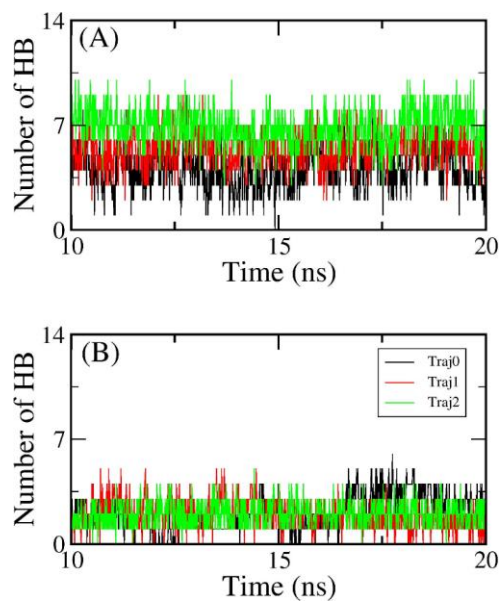 (A)
Number of HB
14
7
0
10
15
20
Time (ns)
(B)
Number of HB
14
7
0
Traj0
Traj1
Traj2
10
15
20
Time (ns)